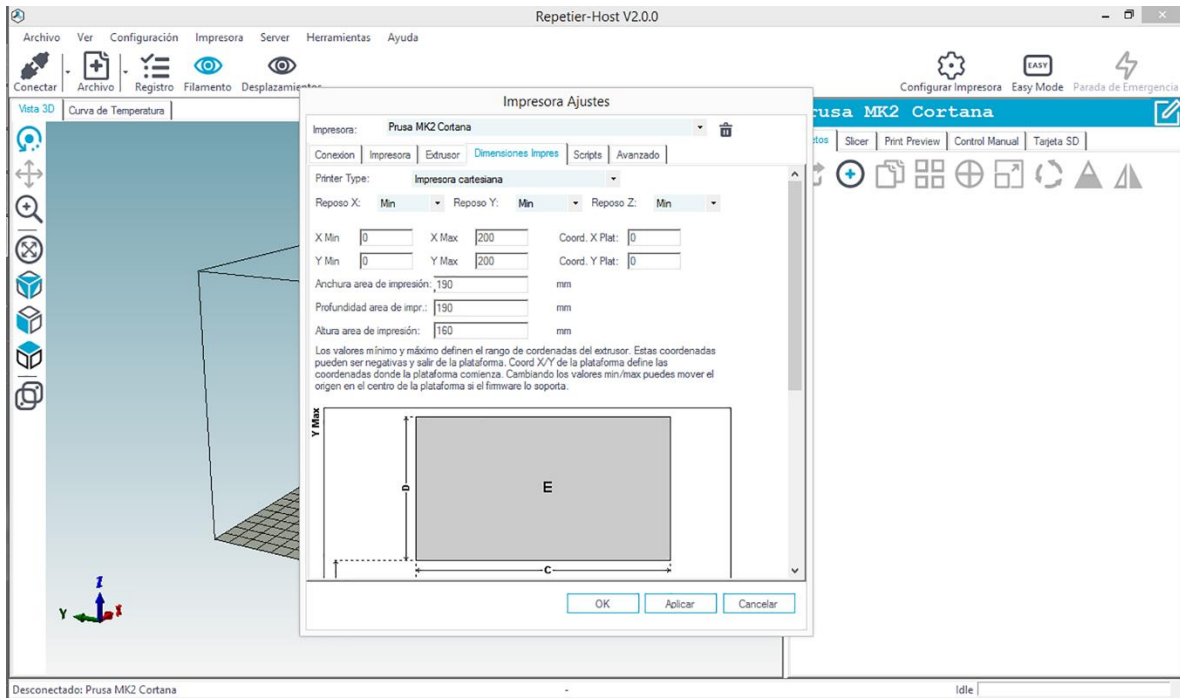 Repetier-Host V2.0.0
Archivo Ver Configuración Impresora Server Herramientas Ayuda
Conectar Archivo Registro Filamento Desplazamientos
Configurar Impresora Easy Mode Parada de Emergencia
EASY
Vista 3D Curva de Temperatura
Prusa MK2 Cortana
Slicer Print Preview Control Manual Tarjeta SD
Impresora Ajustes
Impresora: Prusa MK2 Cortana
Conexion Impresora Extrusor Dimensiones Impres Scripts Avanzado
Printer Type: Impresora cartesiana
Reposo X: Min Reposo Y: Min Reposo Z: Min
X Min 0 X Max 200 Coord. X Plat: 0
Y Min 0 Y Max 200 Coord. Y Plat: 0
Anchura area de impresión: 190 mm
Profundidad area de impr.: 190 mm
Altura area de impresión: 160 mm
Los valores mínimo y máximo definen el rango de cordenadas del extrusor. Estas coordenadas
pueden ser negativas y salir de la plataforma. Coord X/Y de la plataforma define las
coordenadas donde la plataforma comienza. Cambiando los valores min/max puedes mover el
origen en el centro de la plataforma si el firmware lo soporta.
Y Max
D
E
C
OK Aplicar Cancelar
Z
Y X
Desconectado: Prusa MK2 Cortana - Idle